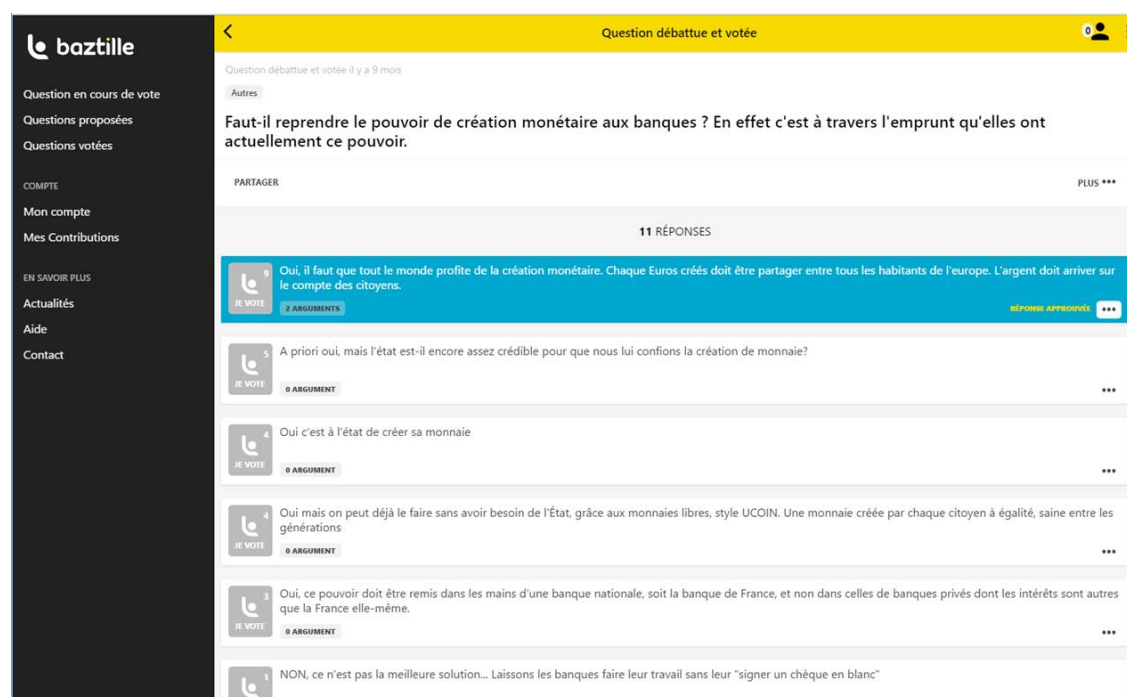 baztille
Question en cours de vote
Questions proposées
Questions votées
COMPTE
Mon compte
Mes Contributions
EN SAVOIR PLUS
Actualités
Aide
Contact
Question débattue et votée
0
Question débattue et votée il y a 9 mois
Autres
Faut-il reprendre le pouvoir de création monétaire aux banques ? En effet c'est à travers l'emprunt qu'elles ont
actuellement ce pouvoir.
PARTAGER
PLUS •••
11 RÉPONSES
9
JE VOTE
Oui, il faut que tout le monde profite de la création monétaire. Chaque Euros créés doit être partager entre tous les habitants de l'europe. L'argent doit arriver sur
le compte des citoyens.
2 ARGUMENTS
RÉPONSE APPROUVÉE •••
5
JE VOTE
A priori oui, mais l'état est-il encore assez crédible pour que nous lui confions la création de monnaie?
0 ARGUMENT
•••
4
JE VOTE
Oui c'est à l'état de créer sa monnaie
0 ARGUMENT
•••
4
JE VOTE
Oui mais on peut déjà le faire sans avoir besoin de l'État, grâce aux monnaies libres, style UCOIN. Une monnaie créée par chaque citoyen à égalité, saine entre les
générations
0 ARGUMENT
•••
3
JE VOTE
Oui, ce pouvoir doit être remis dans les mains d'une banque nationale, soit la banque de France, et non dans celles de banques privés dont les intérêts sont autres
que la France elle-même.
0 ARGUMENT
•••
1
NON, ce n'est pas la meilleure solution... Laissons les banques faire leur travail sans leur "signer un chèque en blanc"